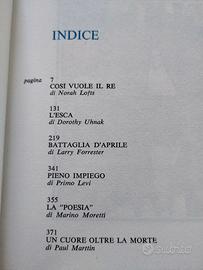 INDICE
pagina 7
COSÌ VUOLE IL RE
di Norah Lofts
131
L'ESCA
di Dorothy Uhnak
219
BATTAGLIA D'APRILE
di Larry Forrester
341
PIENO IMPIEGO
di Primo Levi
355
LA "POESIA"
di Marino Moretti
371
UN CUORE OLTRE LA MORTE
di Paul Martin
subito